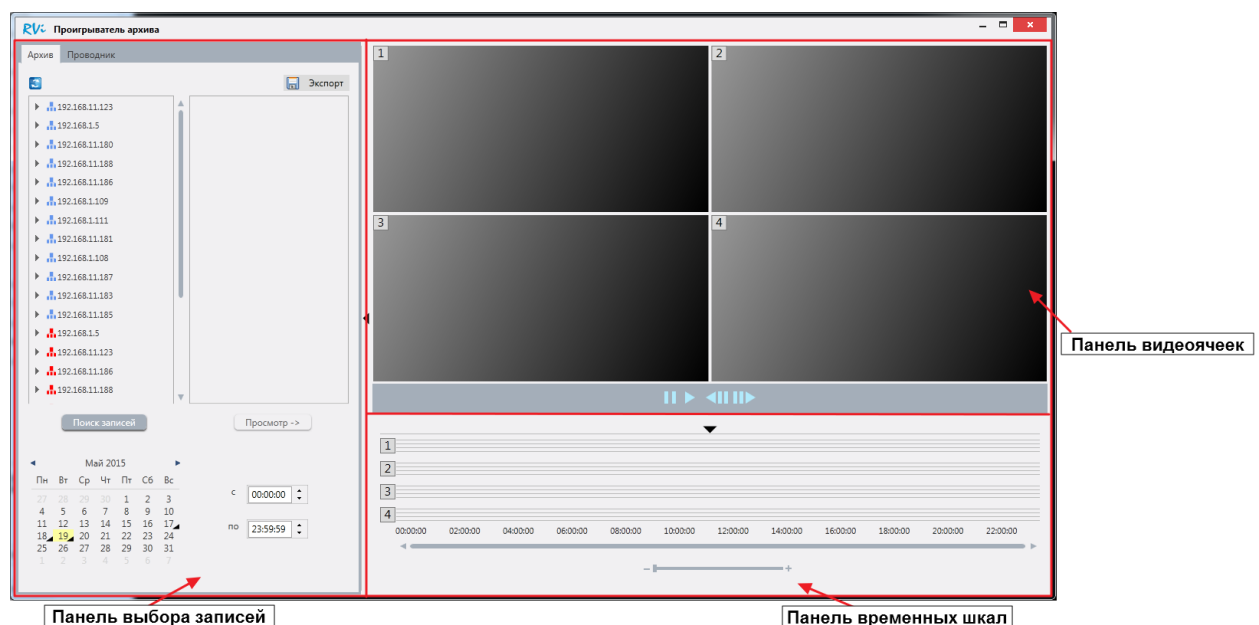 RVi Проигрыватель архива
Архив Проводник
Экспорт
192.168.11.123
192.168.1.5
192.168.11.180
192.168.11.188
192.168.11.186
192.168.1.109
192.168.1.111
192.168.11.181
192.168.1.108
192.168.11.187
192.168.11.183
192.168.11.185
192.168.1.5
192.168.11.123
192.168.11.186
192.168.11.188
Поиск записей
Просмотр ->
Май 2015
Пн Вт Ср Чт Пт Сб Вс
27 28 29 30 1 2 3
4 5 6 7 8 9 10
11 12 13 14 15 16 17
18 19 20 21 22 23 24
25 26 27 28 29 30 31
1 2 3 4 5 6 7
с 00:00:00
по 23:59:59
Панель выбора записей
1
2
3
4
Панель видеоячеек
1
2
3
4
00:00:00 02:00:00 04:00:00 06:00:00 08:00:00 10:00:00 12:00:00 14:00:00 16:00:00 18:00:00 20:00:00 22:00:00
Панель временных шкал